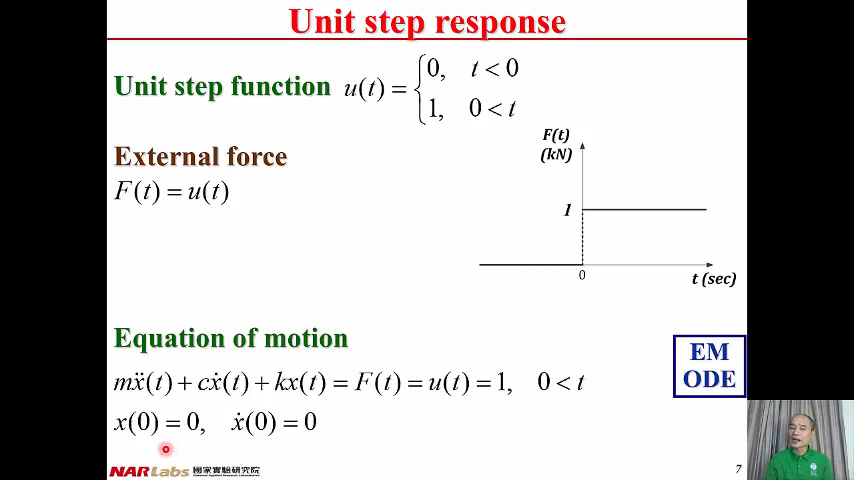 Unit step response
Unit step function u(t) = { 0, t < 0
1, 0 < t
External force
F(t) = u(t)
F(t)
(kN)
1
0
t (sec)
Equation of motion
mẍ(t) + cẋ(t) + kx(t) = F(t) = u(t) = 1, 0 < t
x(0) = 0, ẋ(0) = 0
EM
ODE
NARLabs 國家實驗研究院
7